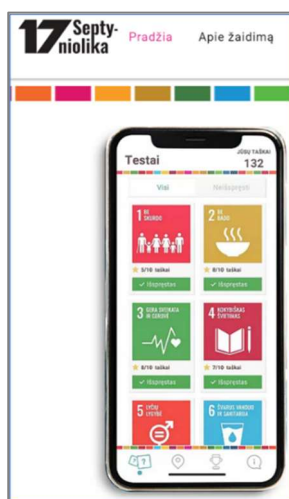 17 Septy-
niolika
Pradžia Apie žaidimą
JŪSŲ TAŠKAI
Testai 132
Visi Neišspręsti
1 BE
SKURDO
2 BE
BADO
5/10 taškai
8/10 taškai
Išspręstas
Išspręstas
3 GERA SVEIKATA
IR GEROVĖ
4 KOKYBIŠKAS
ŠVIETIMAS
8/10 taškai
7/10 taškai
Išspręstas
Išspręstas
5 LYČIŲ
LYGYBĖ
6 ŠVARUS VANDUO
IR SANITARIJA